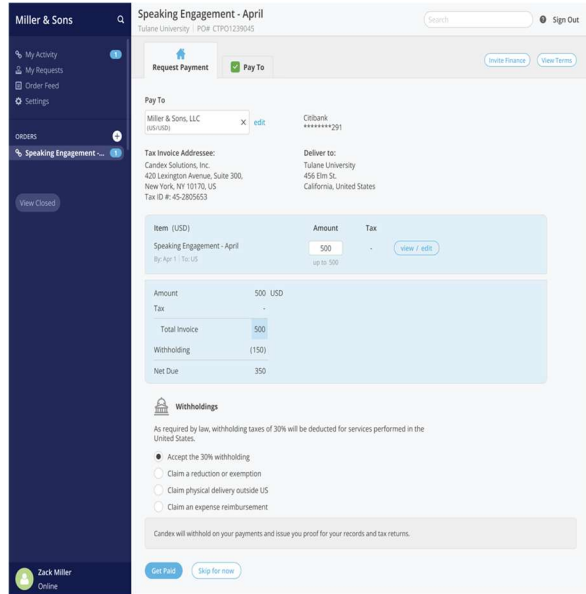 Miller & Sons
My Activity 1
My Requests
Order Feed
Settings
ORDERS
Speaking Engagement -... 1
View Closed
Zack Miller
Online
Speaking Engagement - April
Tulane University | PO# CTPO1239045
Search
Sign Out
Request Payment
Pay To
Invite Finance
View Terms
Pay To
Miller & Sons, LLC
(US/USD)
X edit
Citibank
********291
Tax Invoice Addressee:
Candex Solutions, Inc.
420 Lexington Avenue, Suite 300,
New York, NY 10170, US
Tax ID #: 45-2805653
Deliver to:
Tulane University
456 Elm St.
California, United States
Item (USD) Amount Tax
Speaking Engagement - April 500 - view / edit
By: Apr 1 | To: US up to 500
Amount 500 USD
Tax -
Total Invoice 500
Withholding (150)
Net Due 350
Withholdings
As required by law, withholding taxes of 30% will be deducted for services performed in the
United States.
Accept the 30% withholding
Claim a reduction or exemption
Claim physical delivery outside US
Claim an expense reimbursement
Candex will withhold on your payments and issue you proof for your records and tax returns.
Get Paid
Skip for now